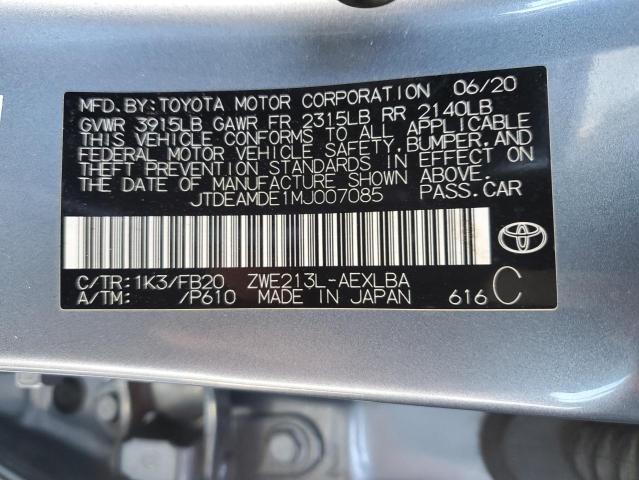 MFD.BY:TOYOTA MOTOR CORPORATION 06/20
GVWR 3915LB GAWR FR 2315LB RR 2140LB
THIS VEHICLE CONFORMS TO ALL APPLICABLE
FEDERAL MOTOR VEHICLE SAFETY,BUMPER,AND
THEFT PREVENTION STANDARDS IN EFFECT ON
THE DATE OF MANUFACTURE SHOWN ABOVE.
JTDEAMDE1MJ007085 PASS.CAR
C/TR:1K3/FB20 ZWE213L-AEXLBA
A/TM: /P610 MADE IN JAPAN 616 C